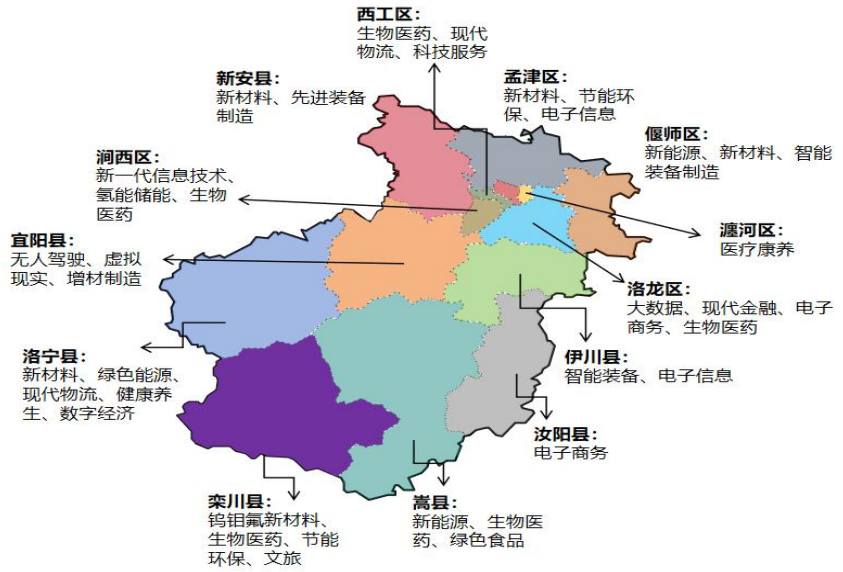 西工区：
生物医药、现代
物流、科技服务
新安县：
新材料、先进装备
制造
孟津区：
新材料、节能环
保、电子信息
偃师区：
新能源、新材料、智能
装备制造
涧西区：
新一代信息技术、
氢能储能、生物
医药
瀍河区：
医疗康养
宜阳县：
无人驾驶、虚拟
现实、增材制造
洛龙区：
大数据、现代金融、电子
商务、生物医药
洛宁县：
新材料、绿色能源、
现代物流、健康养
生、数字经济
伊川县：
智能装备、电子信息
汝阳县：
电子商务
栾川县：
钨钼氟新材料、
生物医药、节能
环保、文旅
嵩县：
新能源、生物医
药、绿色食品